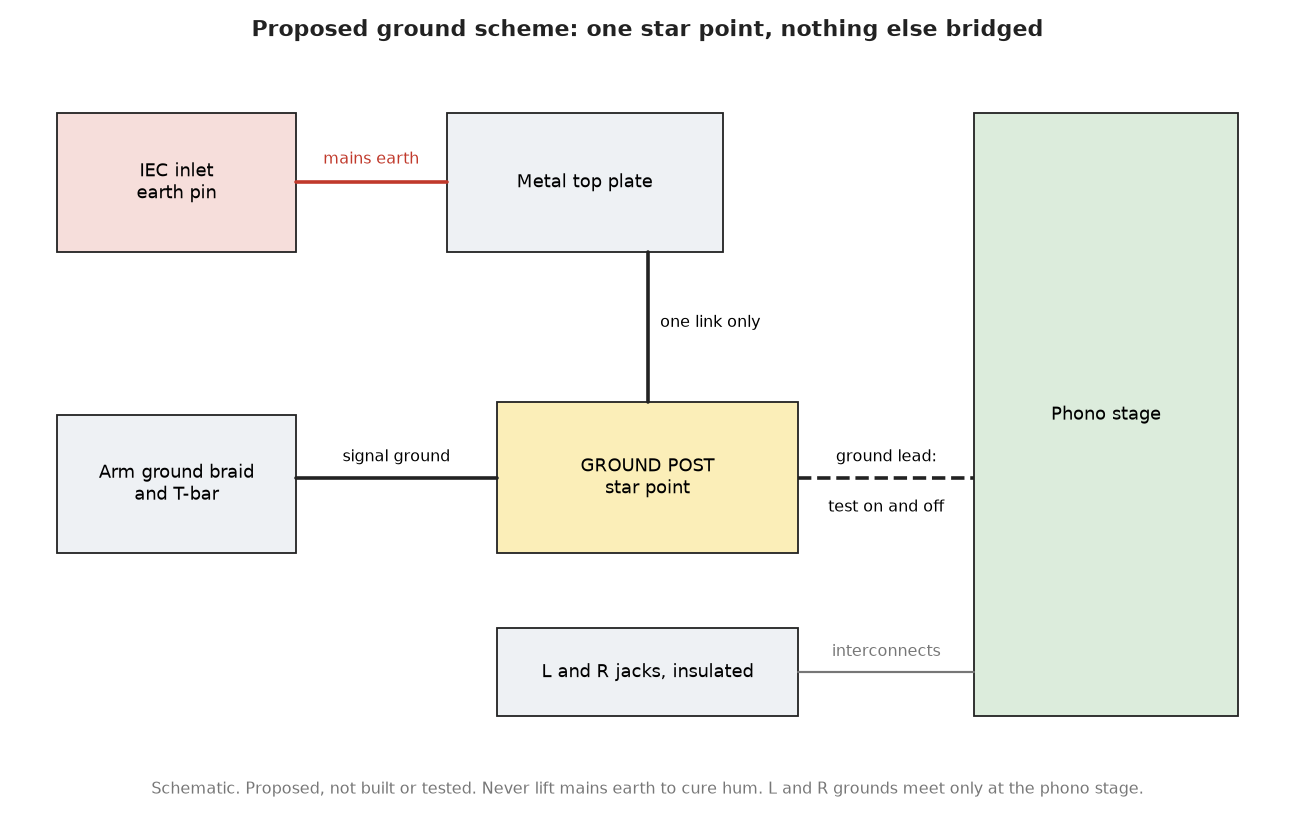 Proposed ground scheme: one star point, nothing else bridged
IEC inlet
earth pin
mains earth
Metal top plate
one link only
Phono stage
Arm ground braid
and T-bar
signal ground
GROUND POST
star point
ground lead:
test on and off
L and R jacks, insulated
interconnects
Schematic. Proposed, not built or tested. Never lift mains earth to cure hum. L and R grounds meet only at the phono stage.